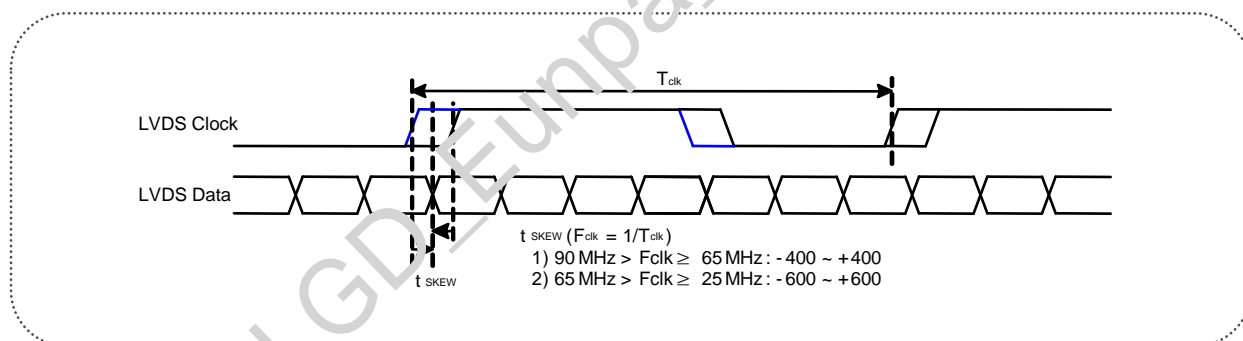 Tclk
LVDS Clock
LVDS Data
t SKEW (Fclk = 1/Tclk)
1) 90 MHz > Fclk ≥ 65 MHz : -400 ~ +400
2) 65 MHz > Fclk ≥ 25 MHz : -600 ~ +600
t SKEW
GD_Eunpa